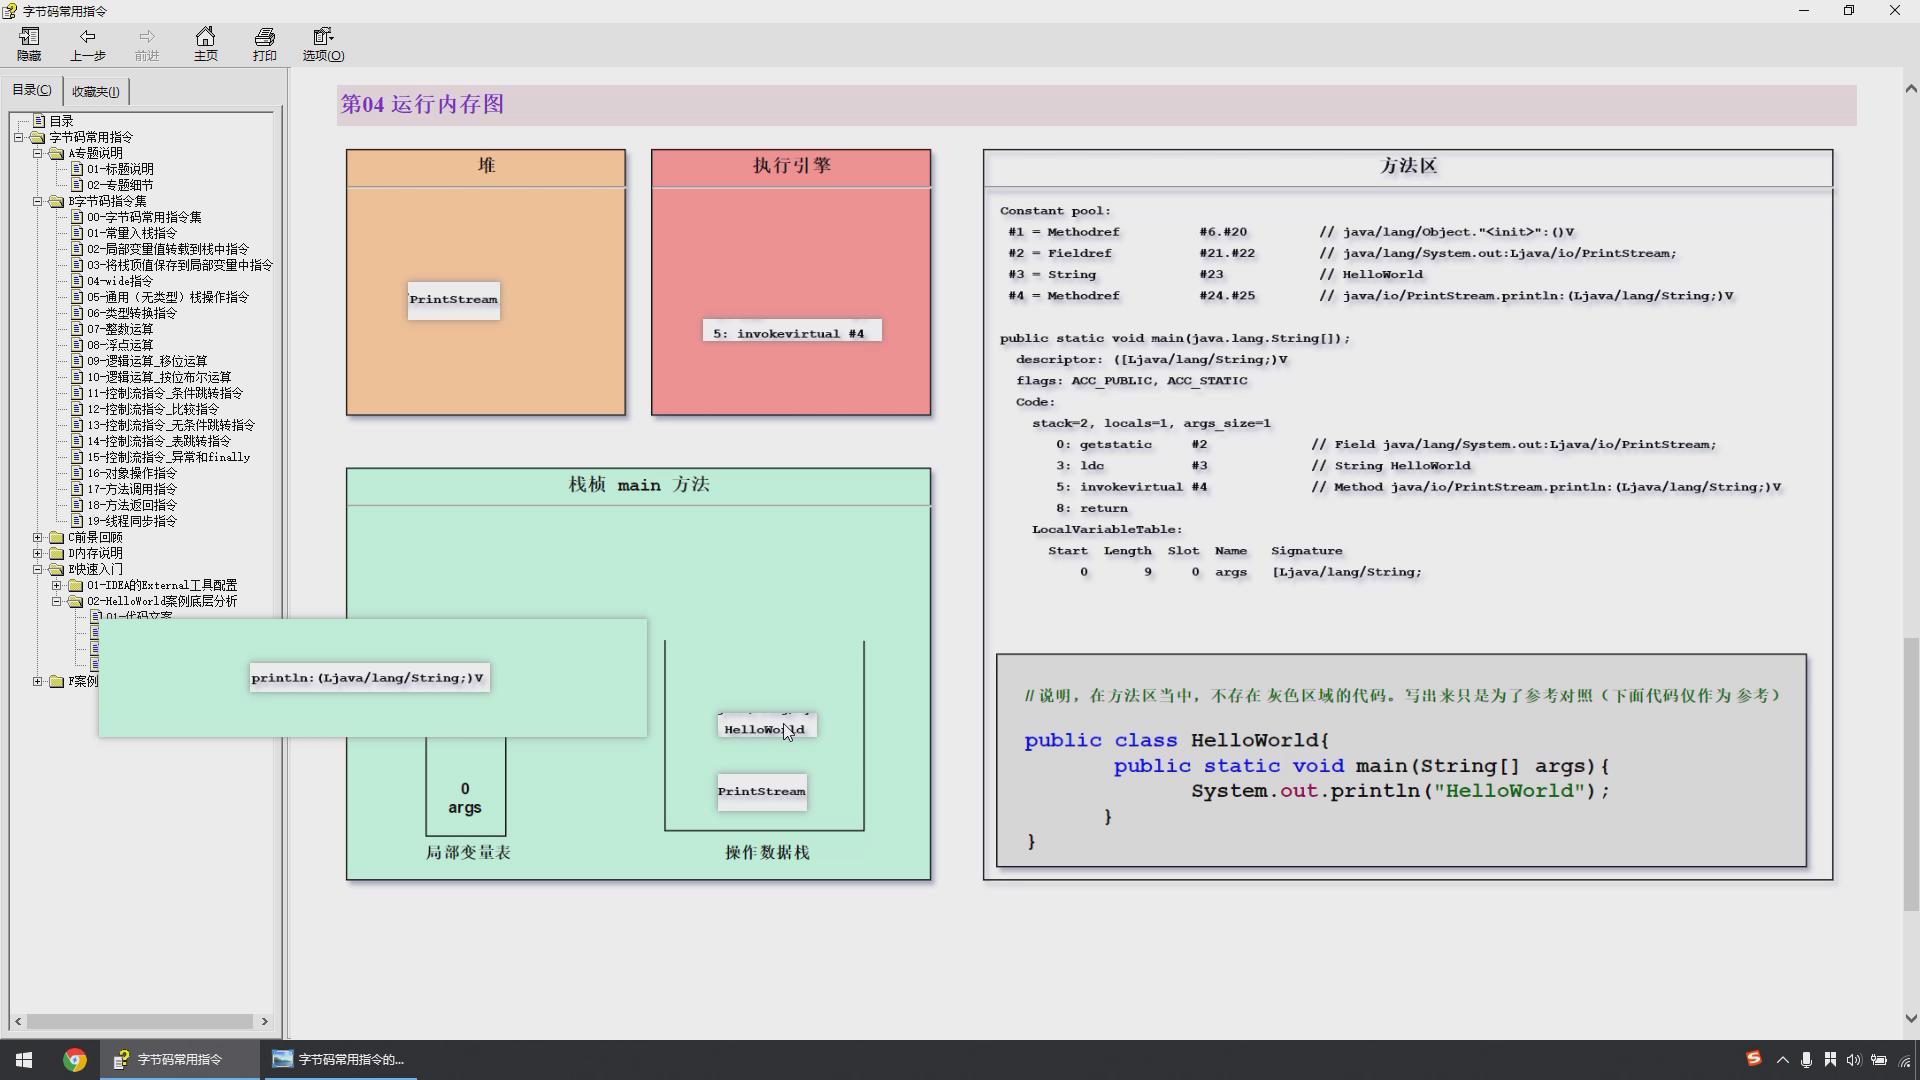 字节码常用指令
隐藏
上一步
前进
主页
打印
选项(O)
目录(C)
收藏夹(I)
目录
字节码常用指令
A专题说明
01-标题说明
02-专题细节
B字节码指令集
00-字节码常用指令集
01-常量入栈指令
02-局部变量值转载到栈中指令
03-将栈顶值保存到局部变量中指令
04-wide指令
05-通用（无类型）栈操作指令
06-类型转换指令
07-整数运算
08-浮点运算
09-逻辑运算_移位运算
10-逻辑运算_按位布尔运算
11-控制流指令_条件跳转指令
12-控制流指令_比较指令
13-控制流指令_无条件跳转指令
14-控制流指令_表跳转指令
15-控制流指令_异常和finally
16-对象操作指令
17-方法调用指令
18-方法返回指令
19-线程同步指令
C前景回顾
D内存说明
E快速入门
01-IDEA的External工具配置
02-HelloWorld案例底层分析
01-代码文案
F案例
第04 运行内存图
堆
PrintStream
执行引擎
5: invokevirtual #4
栈桢 main 方法
println:(Ljava/lang/String;)V
HelloWorld
PrintStream
0
args
局部变量表
操作数据栈
方法区
Constant pool:
#1 = Methodref #6.#20 // java/lang/Object."<init>":()V
#2 = Fieldref #21.#22 // java/lang/System.out:Ljava/io/PrintStream;
#3 = String #23 // HelloWorld
#4 = Methodref #24.#25 // java/io/PrintStream.println:(Ljava/lang/String;)V
public static void main(java.lang.String[]);
descriptor: ([Ljava/lang/String;)V
flags: ACC_PUBLIC, ACC_STATIC
Code:
stack=2, locals=1, args_size=1
0: getstatic #2 // Field java/lang/System.out:Ljava/io/PrintStream;
3: ldc #3 // String HelloWorld
5: invokevirtual #4 // Method java/io/PrintStream.println:(Ljava/lang/String;)V
8: return
LocalVariableTable:
Start Length Slot Name Signature
0 9 0 args [Ljava/lang/String;
// 说明，在方法区当中，不存在 灰色区域的代码。写出来只是为了参考对照（下面代码仅作为 参考）
public class HelloWorld{
public static void main(String[] args){
System.out.println("HelloWorld");
}
}
字节码常用指令
字节码常用指令的...